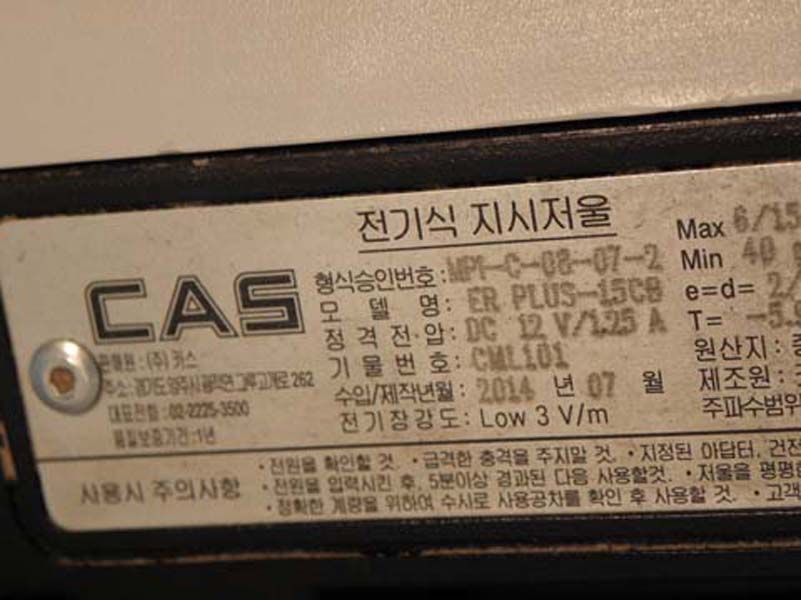 전기식 지시저울
CAS
형식승인번호: MPI-C-08-07-2
모 델 명: ER PLUS-15CB
정격전압: DC 12 V/1.25 A
기물번호: CML101
수입/제작년월: 2014 년 07 월
전기장강도: Low 3 V/m
Max 6/15
Min 40 g
e=d= 2/
T= -5.9
원산지:
제조원:
주파수범위
판매원 : (주) 카스
대표전화 : 02-2225-3500
품질보증기간 : 1년
사용시 주의사항
•전원을 확인할 것. •급격한 충격을 주지말 것. •지정된 아답터, 건전
•전원을 입력시킨 후, 5분이상 경과된 다음 사용할것. •저울을 평평
•정확한 계량을 위하여 수시로 사용공차를 확인 후 사용할 것. •고객